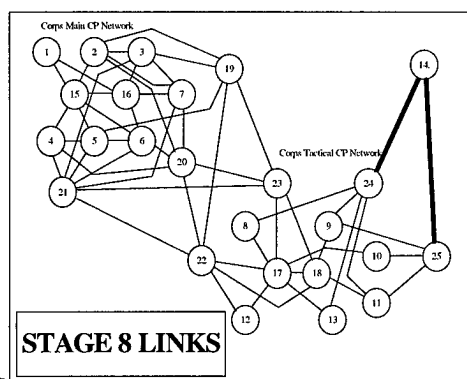 Corps Main CP Network
1 2 3
19
14
15 16 7
4 5 6
20
Corps Tactical CP Network
21 23 24
8 9
22 17 18 10 25
12 13 11
STAGE 8 LINKS